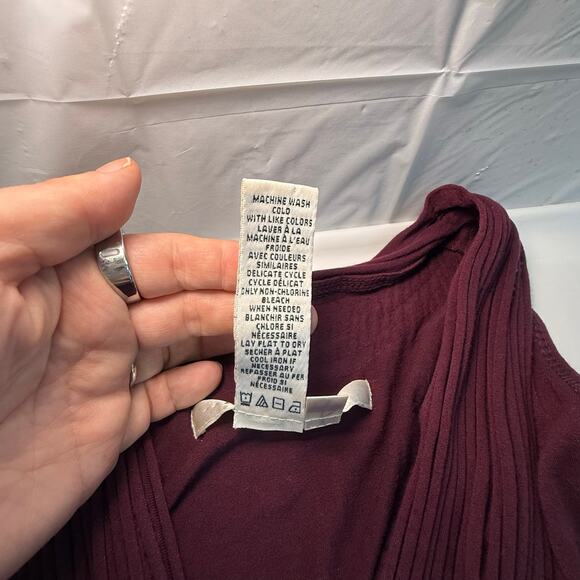 MACHINE WASH
COLD
WITH LIKE COLORS
LAVER À LA
MACHINE À L'EAU
FROIDE
AVEC COULEURS
SIMILAIRES
DELICATE CYCLE
CYCLE DÉLICAT
ONLY NON-CHLORINE
BLEACH
WHEN NEEDED
BLANCHIR SANS
CHLORE SI
NÉCESSAIRE
LAY FLAT TO DRY
SÉCHER À PLAT
COOL IRON IF
NECESSARY
REPASSER AU FER
FROID SI
NÉCESSAIRE